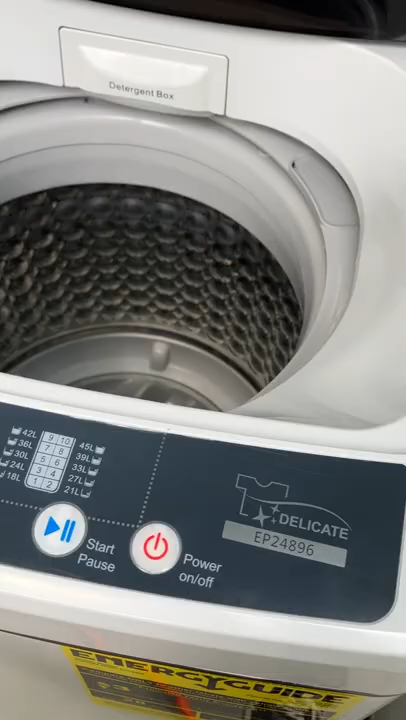 Detergent Box
42L 9 10 45L
36L 7 8 39L
30L 5 6 33L
24L 3 4 27L
18L 1 2 21L
DELICATE
EP24896
Start
Pause
Power
on/off
ENERGYGUIDE